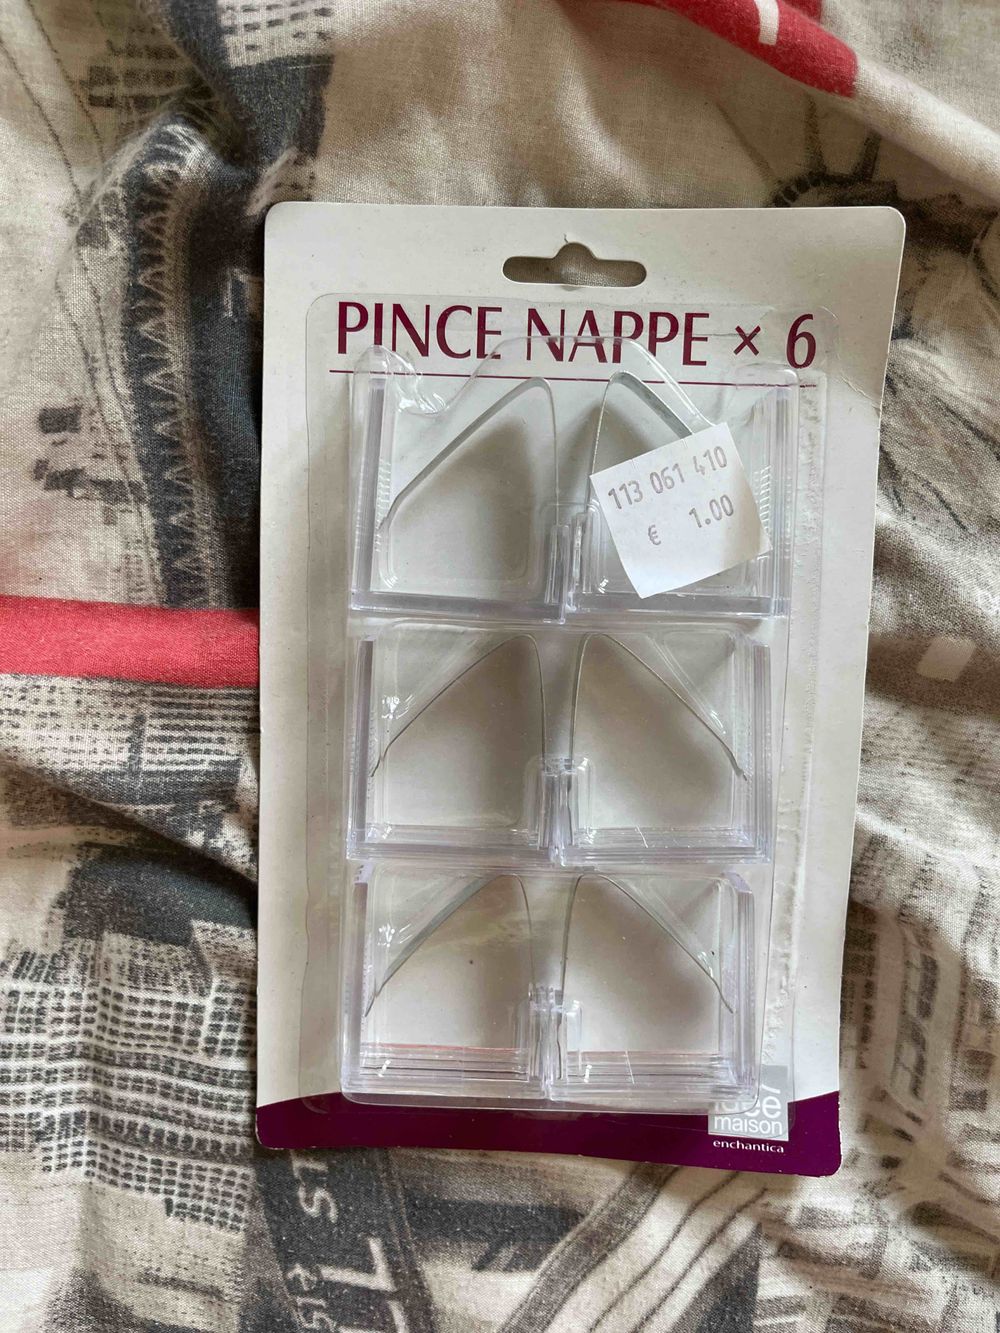 PINCE NAPPE × 6
113 061 410
€ 1.00
maison
enchantica